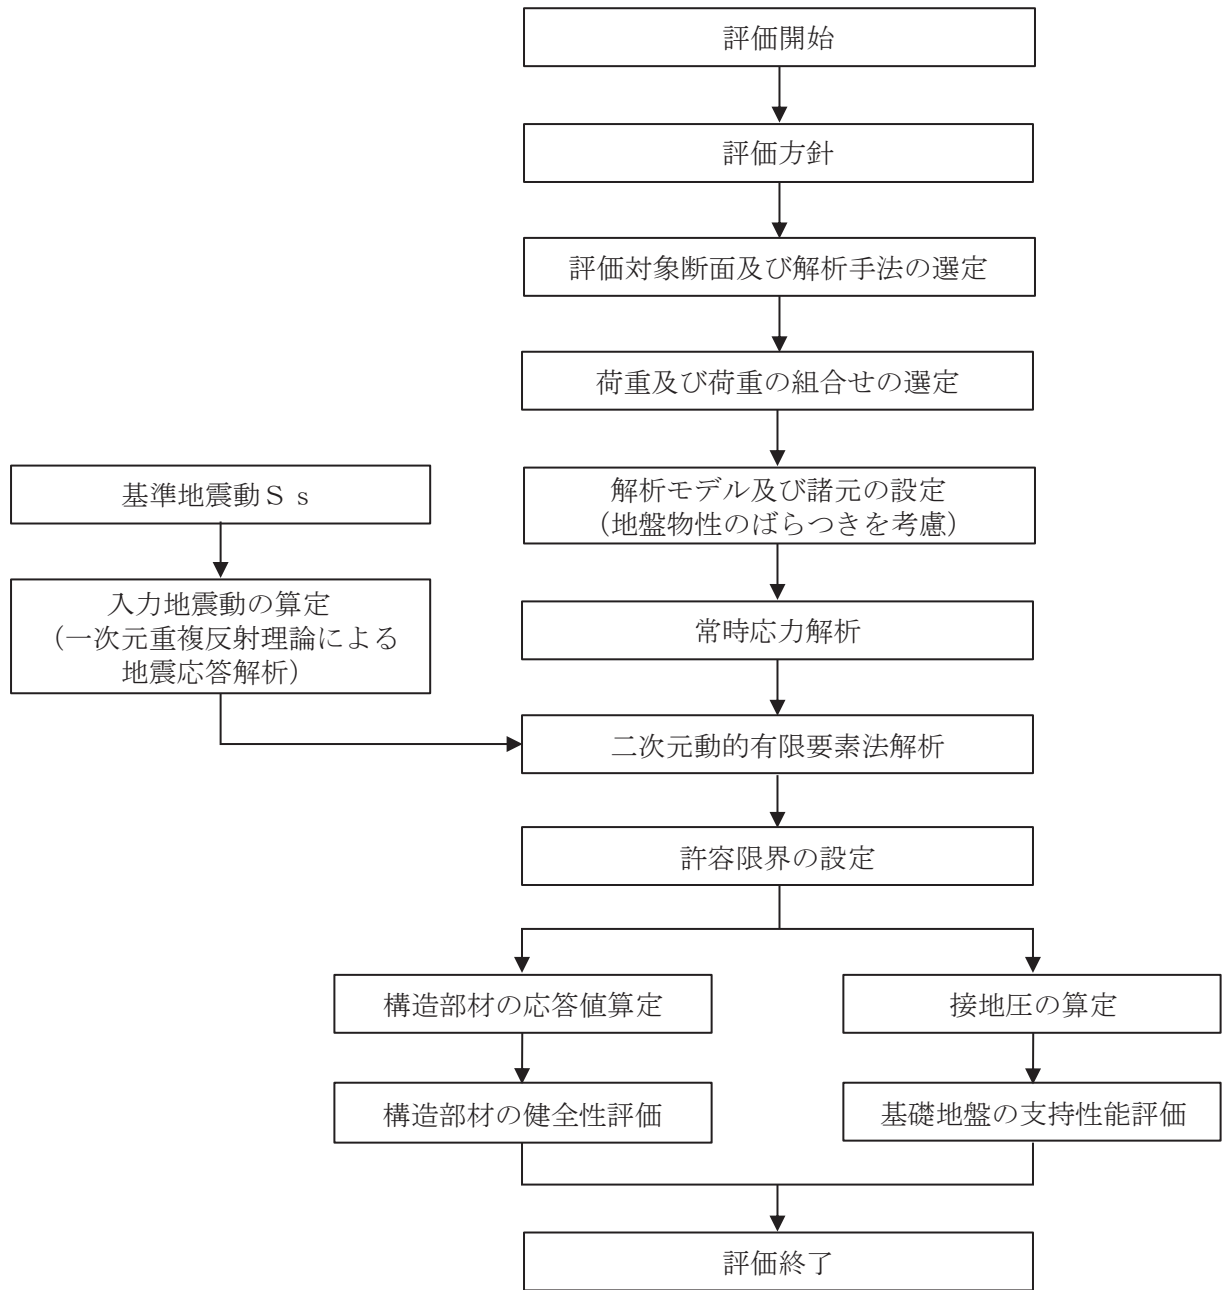 評価開始
評価方針
評価対象断面及び解析手法の選定
荷重及び荷重の組合せの選定
基準地震動Ｓｓ
解析モデル及び諸元の設定
（地盤物性のばらつきを考慮）
入力地震動の算定
（一次元重複反射理論による
地震応答解析）
常時応力解析
二次元動的有限要素法解析
許容限界の設定
構造部材の応答値算定
接地圧の算定
構造部材の健全性評価
基礎地盤の支持性能評価
評価終了